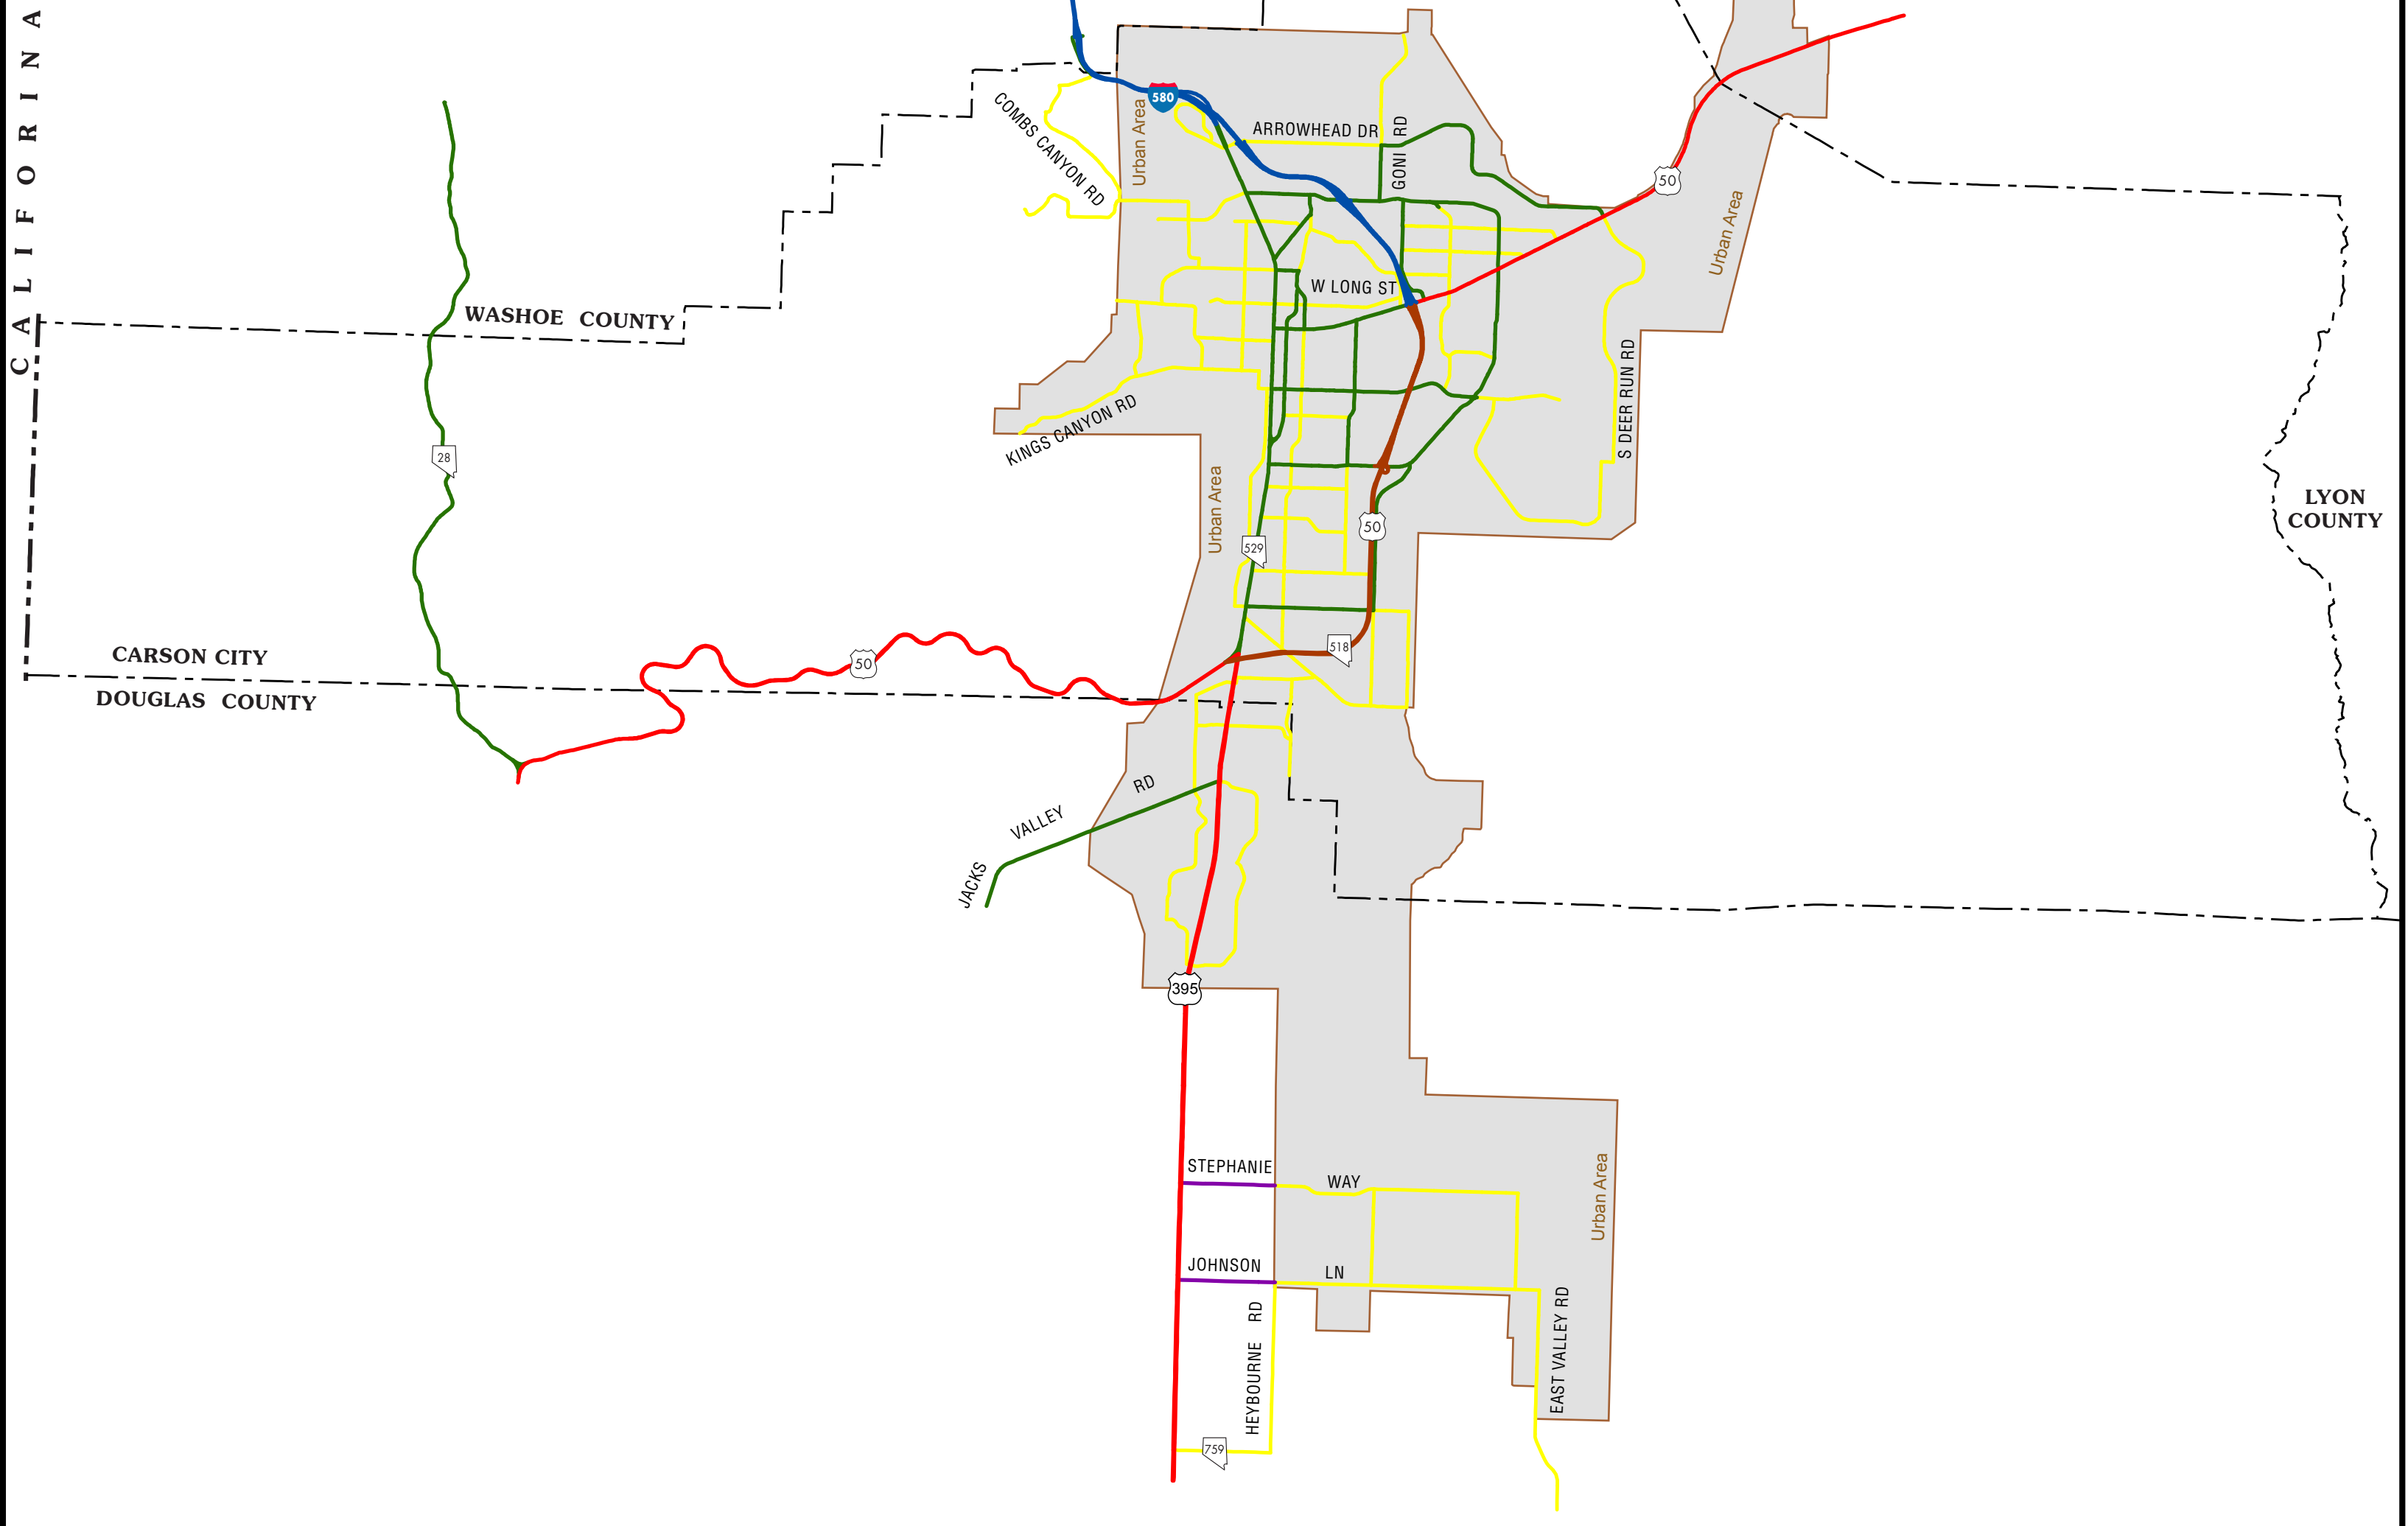 CALIFORINA
580
COMBS CANYON RD
Urban Area
ARROWHEAD DR
GONI RD
50
Urban Area
W LONG ST
WASHOE COUNTY
S DEER RUN RD
KINGS CANYON RD
28
Urban Area
LYON
COUNTY
50
529
518
CARSON CITY
50
DOUGLAS COUNTY
JACKS VALLEY RD
395
STEPHANIE WAY
Urban Area
JOHNSON LN
HEYBOURNE RD
EAST VALLEY RD
759